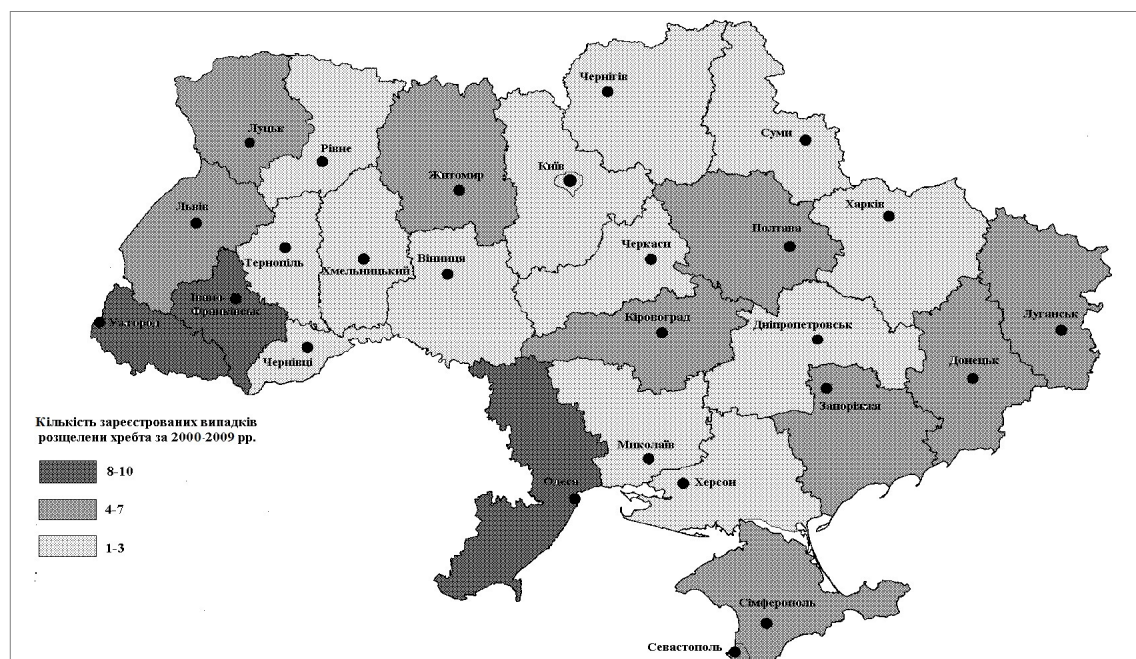 Чернігів
Луцьк
Суми
Рівне
Київ
Житомир
Львів
Харків
Полтава
Черкаси
Тернопіль
Хмельницький
Вінниця
Івано
Франківськ
Ужгород
Кіровоград
Дніпропетровськ
Луганськ
Чернівці
Донецьк
Запоріжжя
Кількість зареєстрованих випадків
розщелени хребта за 2000-2009 рр.
8-10
4-7
1-3
Миколаїв
Одеса
Херсон
Сімферополь
Севастополь